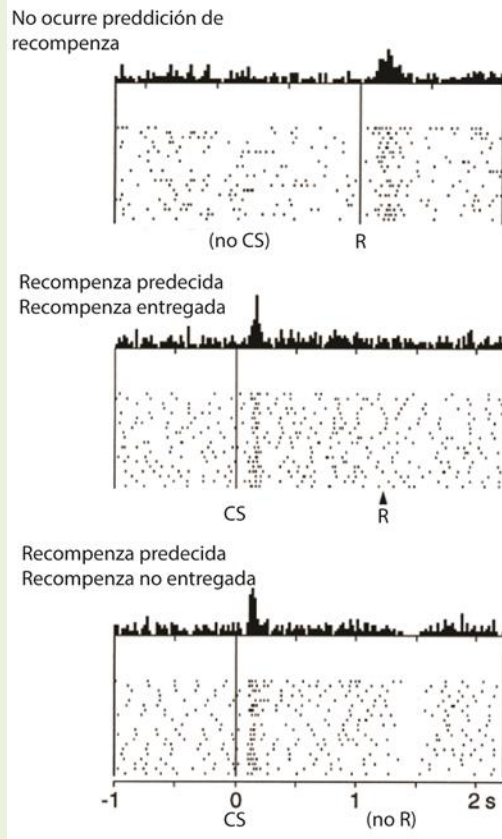 No ocurre preddición de
recompenza
(no CS) R
Recompenza predecida
Recompenza entregada
CS R
Recompenza predecida
Recompenza no entregada
-1 0 1 2 s
CS (no R)